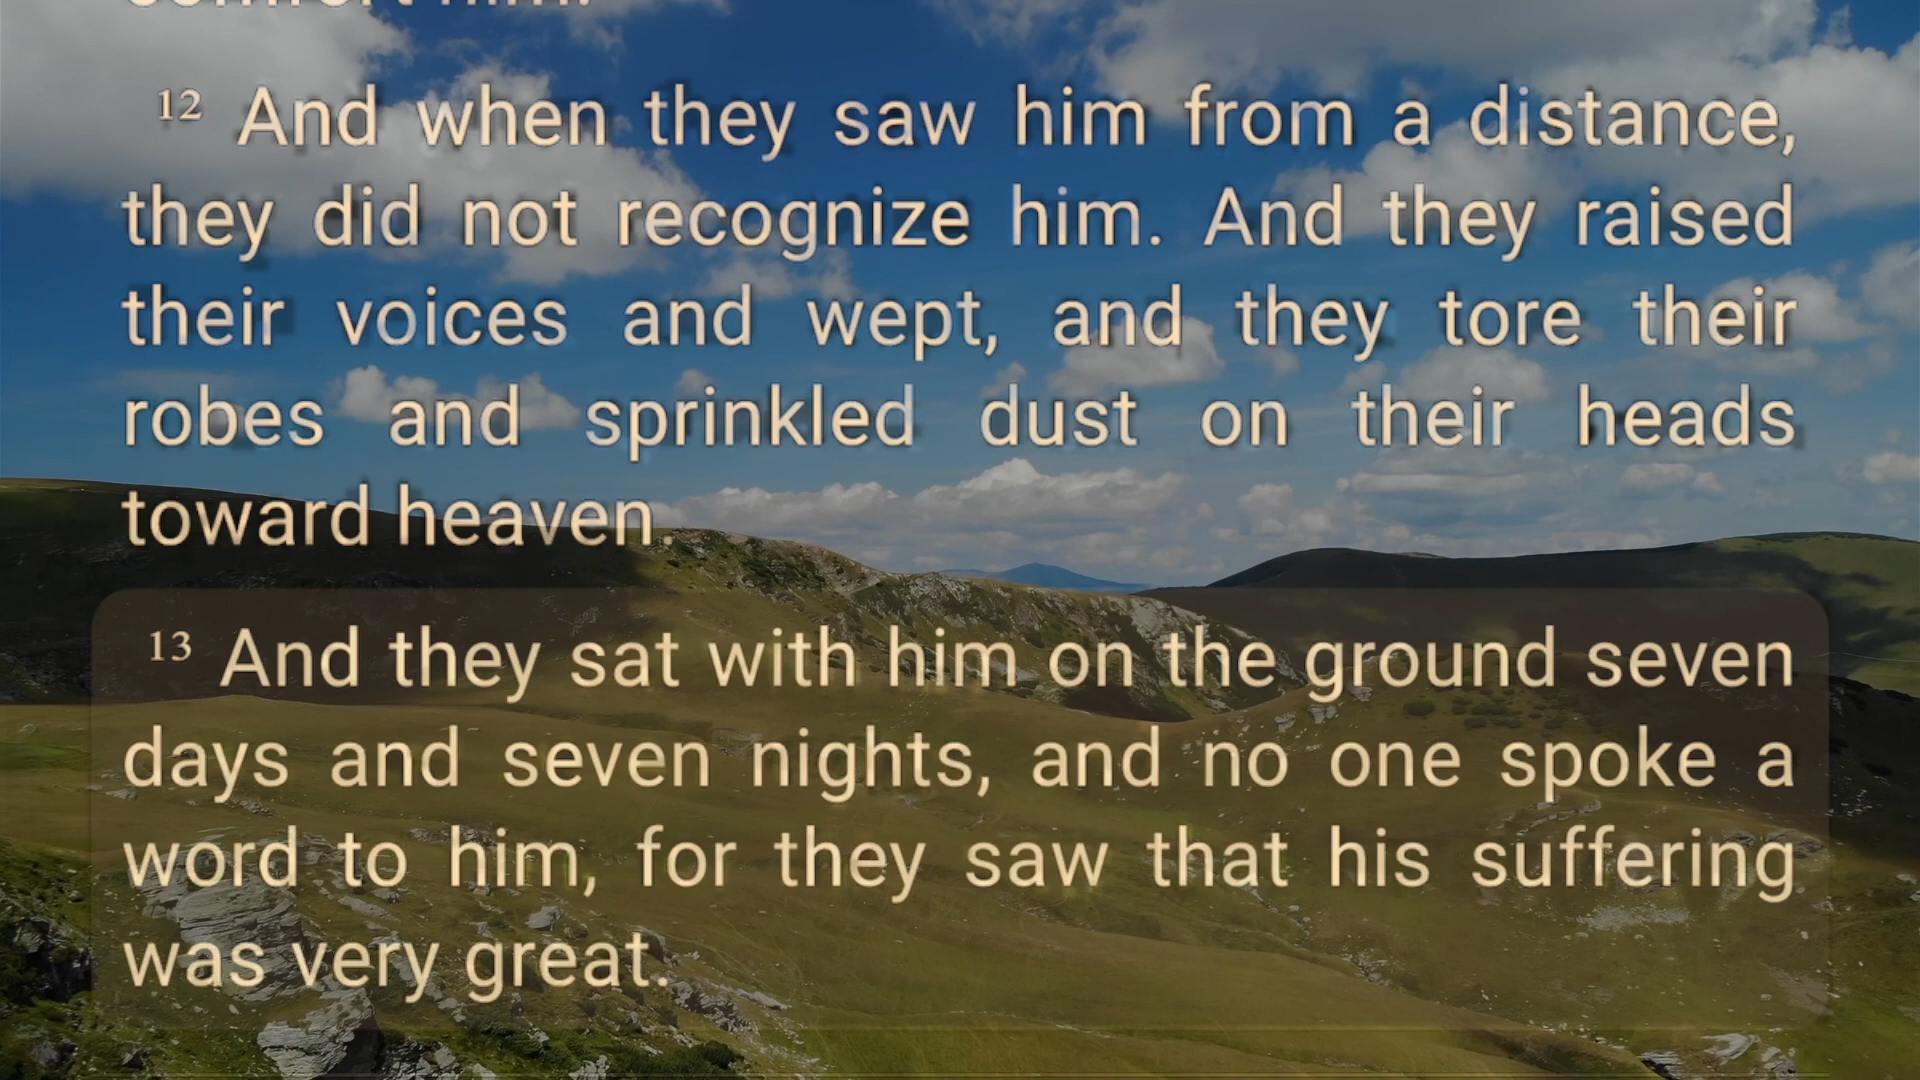 comfort him.
12 And when they saw him from a distance,
they did not recognize him. And they raised
their voices and wept, and they tore their
robes and sprinkled dust on their heads
toward heaven.
13 And they sat with him on the ground seven
days and seven nights, and no one spoke a
word to him, for they saw that his suffering
was very great.